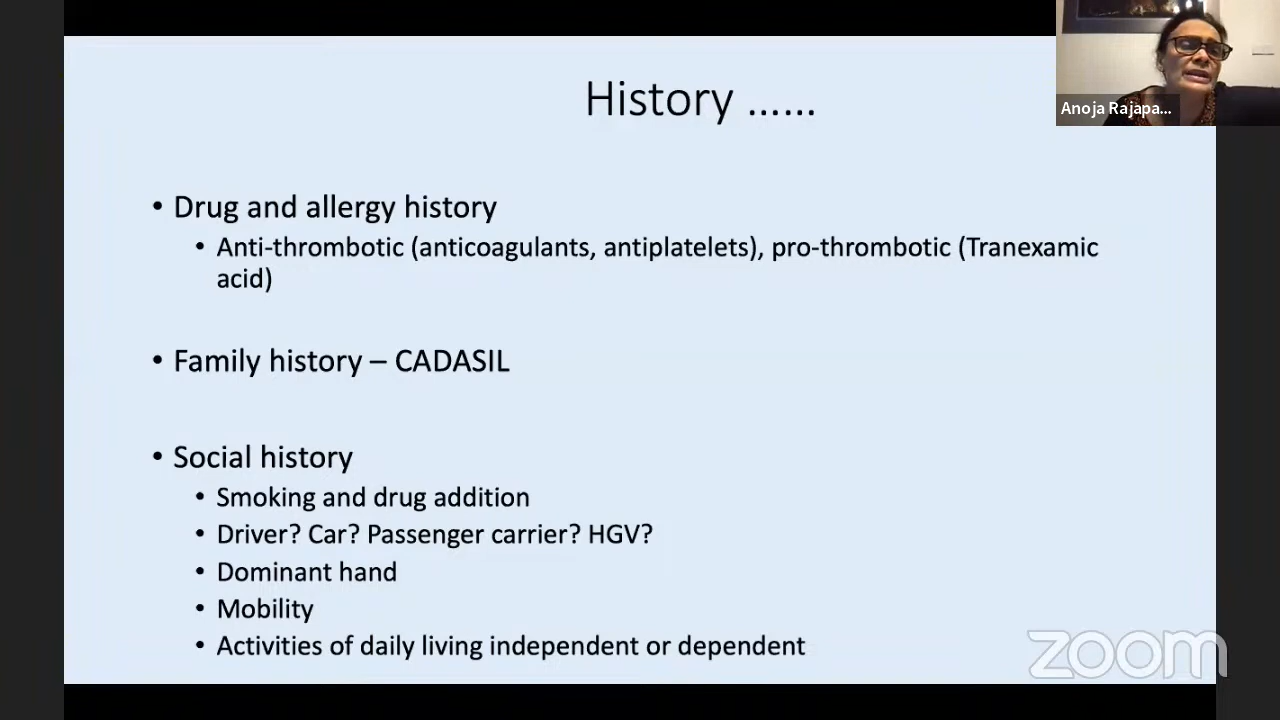 History ......
Anoja Rajapa...
• Drug and allergy history
• Anti-thrombotic (anticoagulants, antiplatelets), pro-thrombotic (Tranexamic
acid)
• Family history – CADASIL
• Social history
• Smoking and drug addition
• Driver? Car? Passenger carrier? HGV?
• Dominant hand
• Mobility
• Activities of daily living independent or dependent
zoom